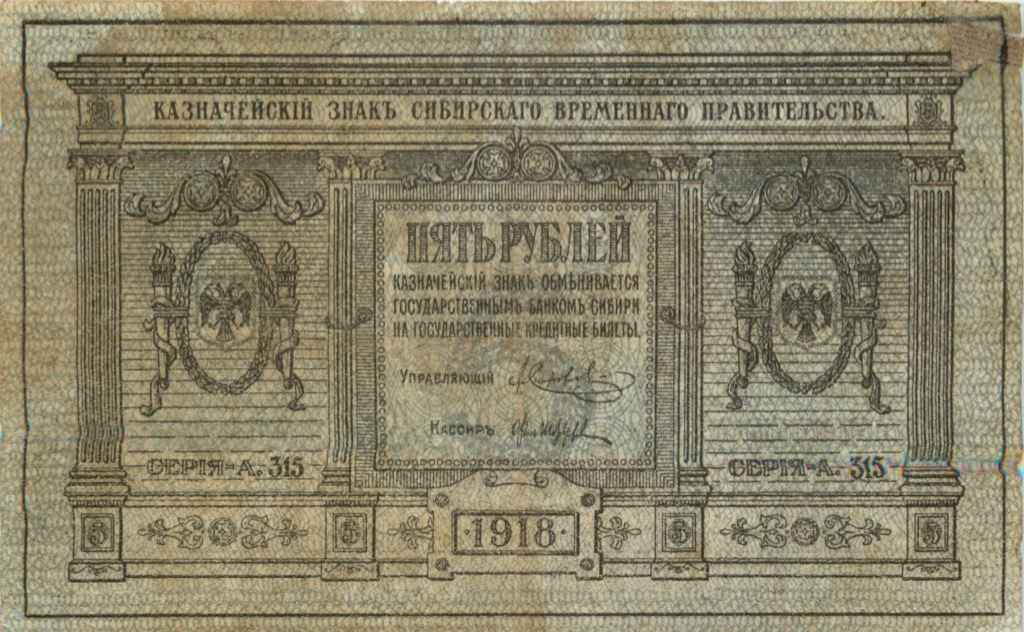 КАЗНАЧЕЙСКІЙ ЗНАКЪ СИБИРСКАГО ВРЕМЕННАГО ПРАВИТЕЛЬСТВА.
ПЯТЬ РУБЛЕЙ
КАЗНАЧЕЙСКІЙ ЗНАКЪ ОБМѢНИВАЕТСЯ
ГОСУДАРСТВЕННЫМЪ БАНКОМЪ СИБИРИ
НА ГОСУДАРСТВЕННЫЕ КРЕДИТНЫЕ БИЛЕТЫ.
УПРАВЛЯЮЩІЙ
КАССИРЪ
СЕРІЯ-А. 315
СЕРІЯ-А. 315
5
5
1918
5
5